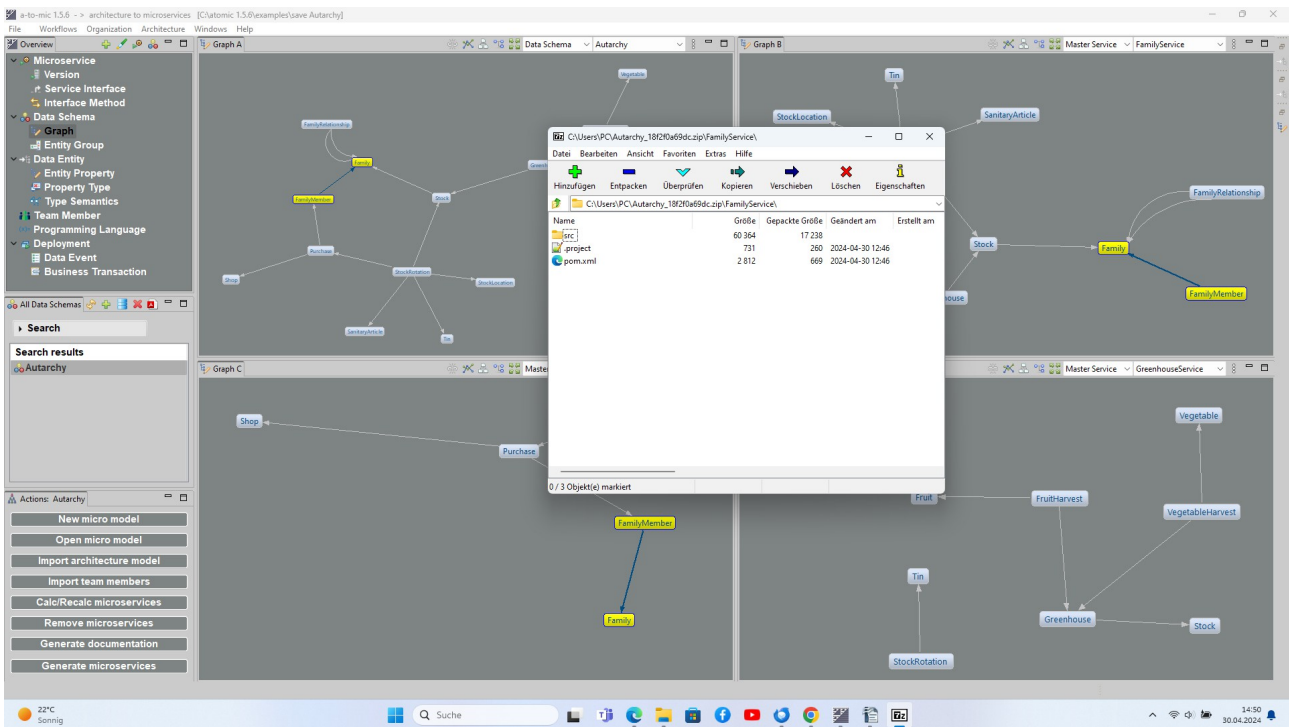 a-to-mic 1.5.6 - > architecture to microservices [C:\atomic 1.5.6\examples\save Autarchy]
File Workflows Organization Architecture Windows Help
Overview
Microservice
Version
Service Interface
Interface Method
Data Schema
Graph
Entity Group
Data Entity
Entity Property
Property Type
Type Semantics
Team Member
Programming Language
Deployment
Data Event
Business Transaction
All Data Schemas
Search
Search results
Autarchy
Actions: Autarchy
New micro model
Open micro model
Import architecture model
Import team members
Calc/Recalc microservices
Remove microservices
Generate documentation
Generate microservices
Graph A
Data Schema Autarchy
Vegetable
FamilyRelationship
Family
FamilyMember
Stock
Purchase
StockRotation
Shop
StockLocation
SanitaryArticle
Tin
Graph B
Master Service FamilyService
Tin
StockLocation
SanitaryArticle
FamilyRelationship
Stock
Family
FamilyMember
C:\Users\PC\Autarchy_18f2f0a69dc.zip\FamilyService\
Datei Bearbeiten Ansicht Favoriten Extras Hilfe
Hinzufügen Entpacken Überprüfen Kopieren Verschieben Löschen Eigenschaften
C:\Users\PC\Autarchy_18f2f0a69dc.zip\FamilyService\
Name Größe Gepackte Größe Geändert am Erstellt am
src 60 364 17 238
.project 731 260 2024-04-30 12:46
pom.xml 2 812 669 2024-04-30 12:46
0 / 3 Objekt(e) markiert
Graph C
Shop
Purchase
FamilyMember
Family
Master Service GreenhouseService
Vegetable
Fruit
FruitHarvest
VegetableHarvest
Tin
Greenhouse
Stock
StockRotation
22°C
Sonnig
Suche
14:50
30.04.2024